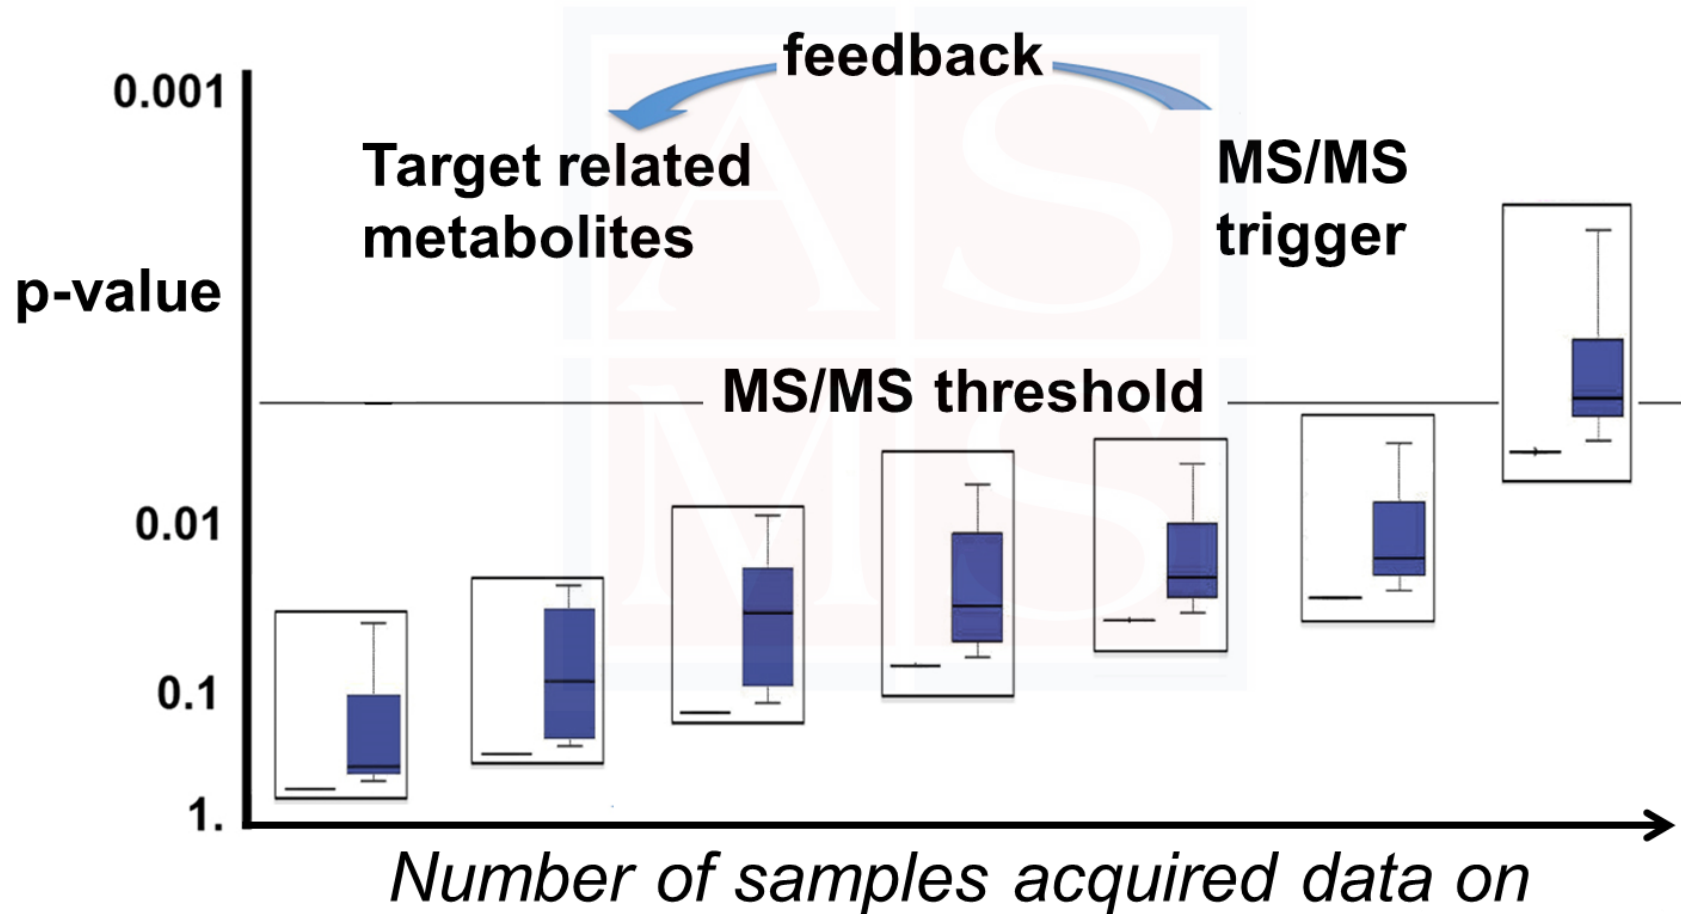 feedback
0.001
Target related
metabolites
MS/MS
trigger
p-value
MS/MS threshold
0.01
0.1
1.
Number of samples acquired data on
A S
M S